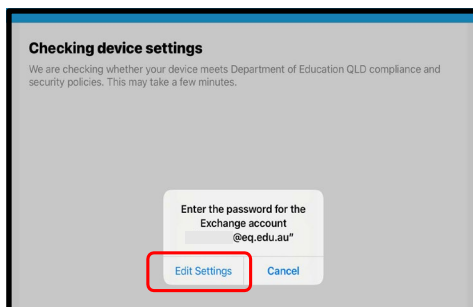 Checking device settings
We are checking whether your device meets Department of Education QLD compliance and
security policies. This may take a few minutes.
Enter the password for the
Exchange account
@eq.edu.au"
Edit Settings
Cancel